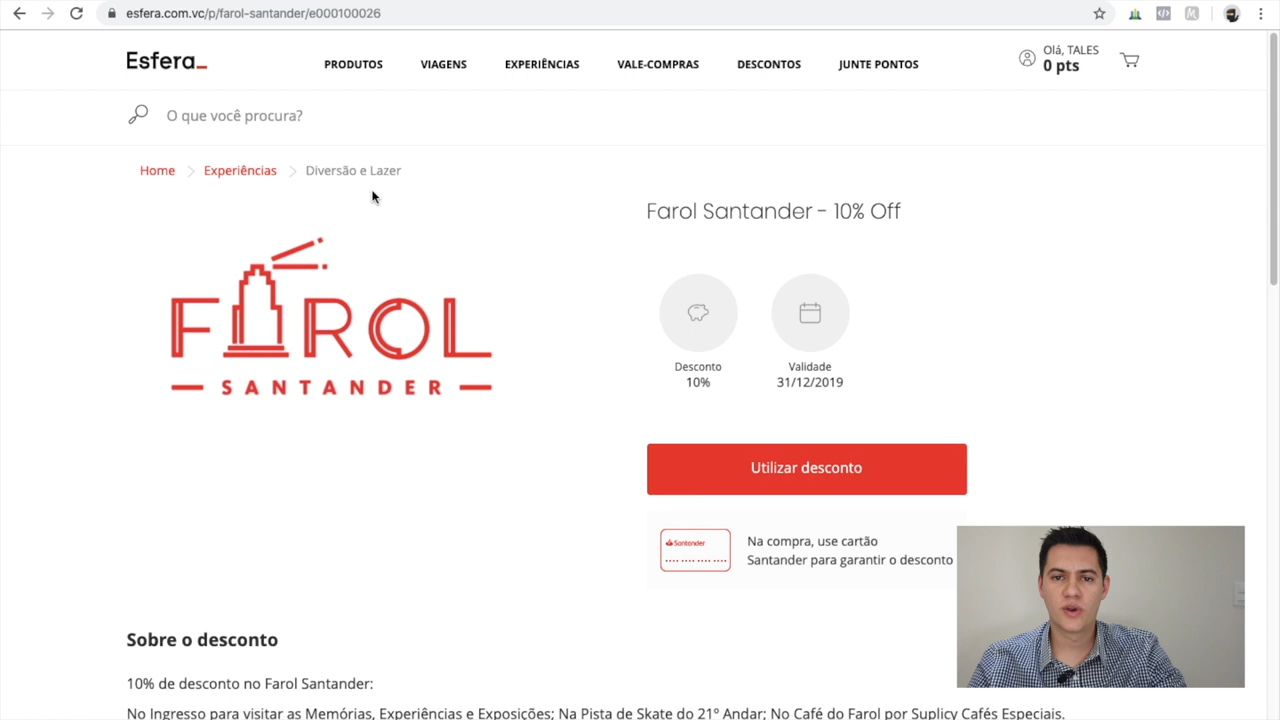 esfera.com.vc/p/farol-santander/e000100026
Esfera_
PRODUTOS
VIAGENS
EXPERIÊNCIAS
VALE-COMPRAS
DESCONTOS
JUNTE PONTOS
Olá, TALES
0 pts
O que você procura?
Home
Experiências
Diversão e Lazer
FAROL
SANTANDER
Farol Santander - 10% Off
Desconto
10%
Validade
31/12/2019
Utilizar desconto
Santander
Na compra, use cartão
Santander para garantir o desconto
Sobre o desconto
10% de desconto no Farol Santander:
No Ingresso para visitar as Memórias, Experiências e Exposições; Na Pista de Skate do 21º Andar; No Café do Farol por Suplicy Cafés Especiais.